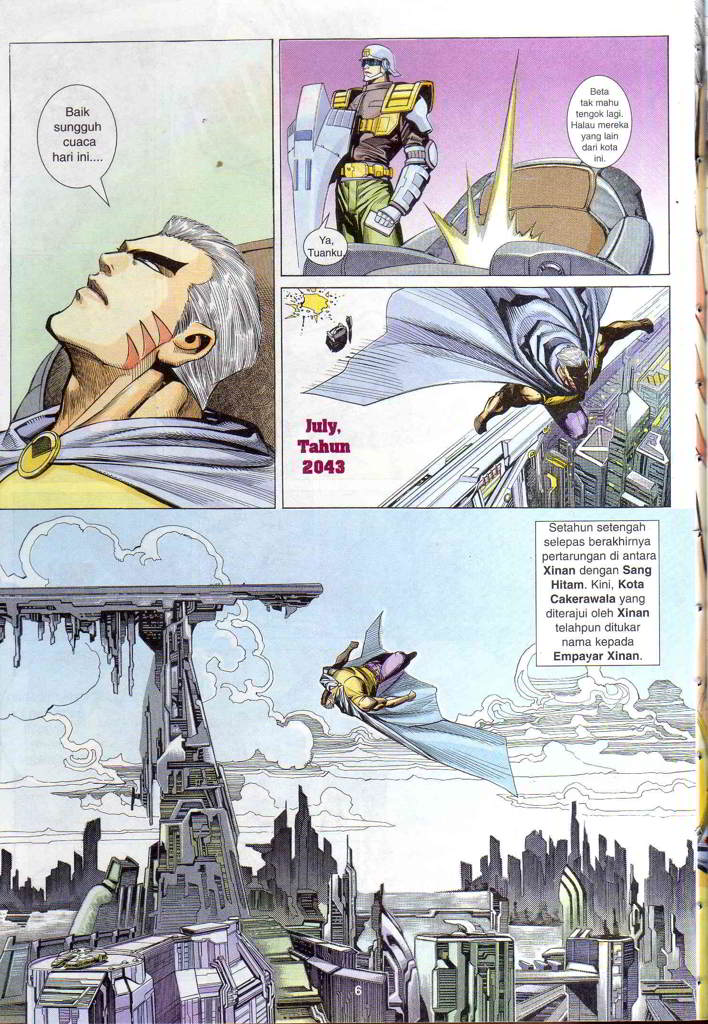 Baik
sungguh
cuaca
hari ini....
Beta
tak mahu
tengok lagi.
Halau mereka
yang lain
dari kota
ini.
Ya,
Tuanku
July,
Tahun
2043
Setahun setengah
selepas berakhirnya
pertarungan di antara
Xinan dengan Sang
Hitam. Kini, Kota
Cakerawala yang
diterajui oleh Xinan
telahpun ditukar
nama kepada
Empayar Xinan.
6